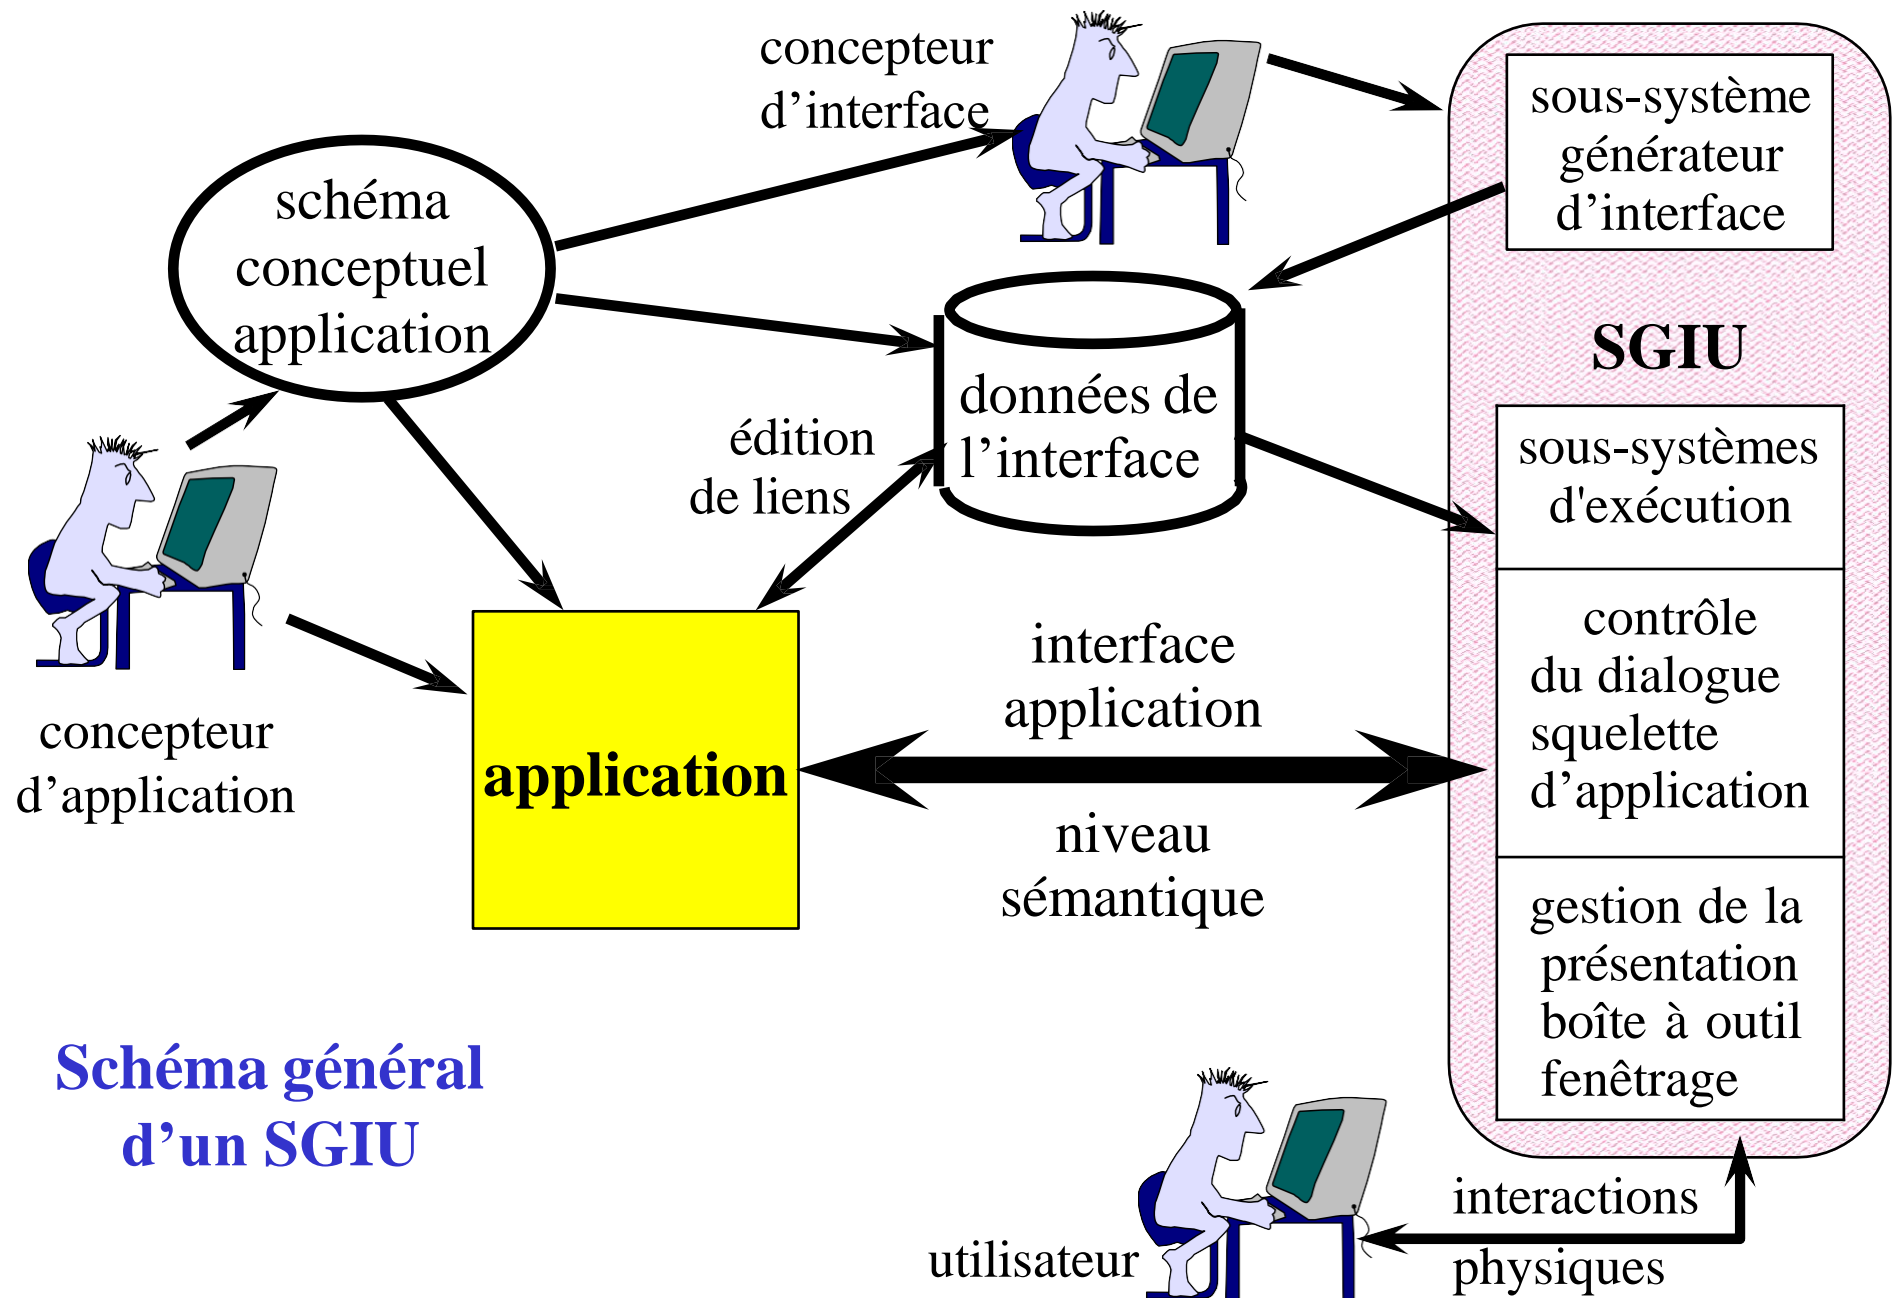 concepteur
d’interface
sous-système
générateur
d’interface
schéma
conceptuel
application
SGIU
données de
l’interface
édition
de liens
sous-systèmes
d'exécution
contrôle
du dialogue
squelette
d’application
interface
application
concepteur
d’application
application
niveau
sémantique
gestion de la
présentation
boîte à outil
fenêtrage
Schéma général
d’un SGIU
utilisateur
interactions
physiques